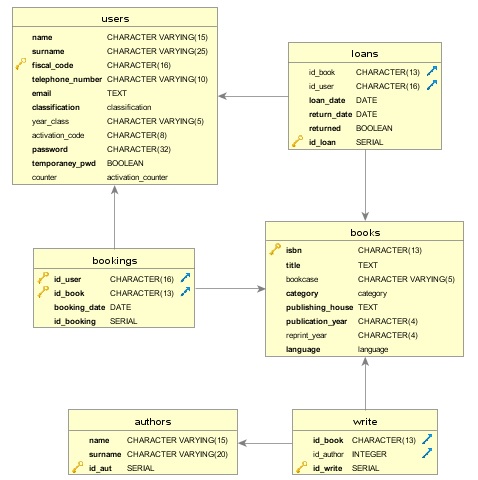 users
name CHARACTER VARYING(15)
surname CHARACTER VARYING(25)
fiscal_code CHARACTER(16)
telephone_number CHARACTER VARYING(10)
email TEXT
classification classification
year_class CHARACTER VARYING(5)
activation_code CHARACTER(8)
password CHARACTER(32)
temporaney_pwd BOOLEAN
counter activation_counter
loans
id_book CHARACTER(13)
id_user CHARACTER(16)
loan_date DATE
return_date DATE
returned BOOLEAN
id_loan SERIAL
books
isbn CHARACTER(13)
title TEXT
bookcase CHARACTER VARYING(5)
category category
publishing_house TEXT
publication_year CHARACTER(4)
reprint_year CHARACTER(4)
language language
bookings
id_user CHARACTER(16)
id_book CHARACTER(13)
booking_date DATE
id_booking SERIAL
authors
name CHARACTER VARYING(15)
surname CHARACTER VARYING(20)
id_aut SERIAL
write
id_book CHARACTER(13)
id_author INTEGER
id_write SERIAL